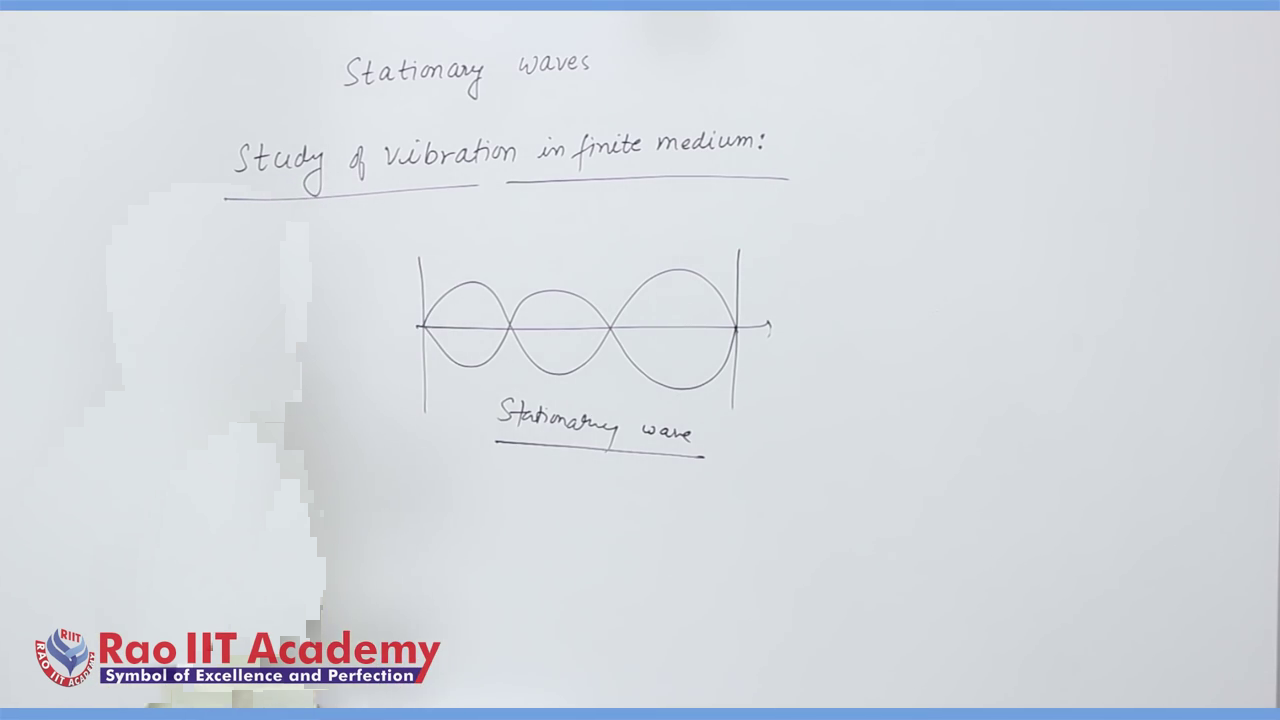 Stationary waves
Study of vibration in finite medium:
Stationary wave
RIIT
RAO IIT ACADEMY
Rao IIT Academy
Symbol of Excellence and Perfection